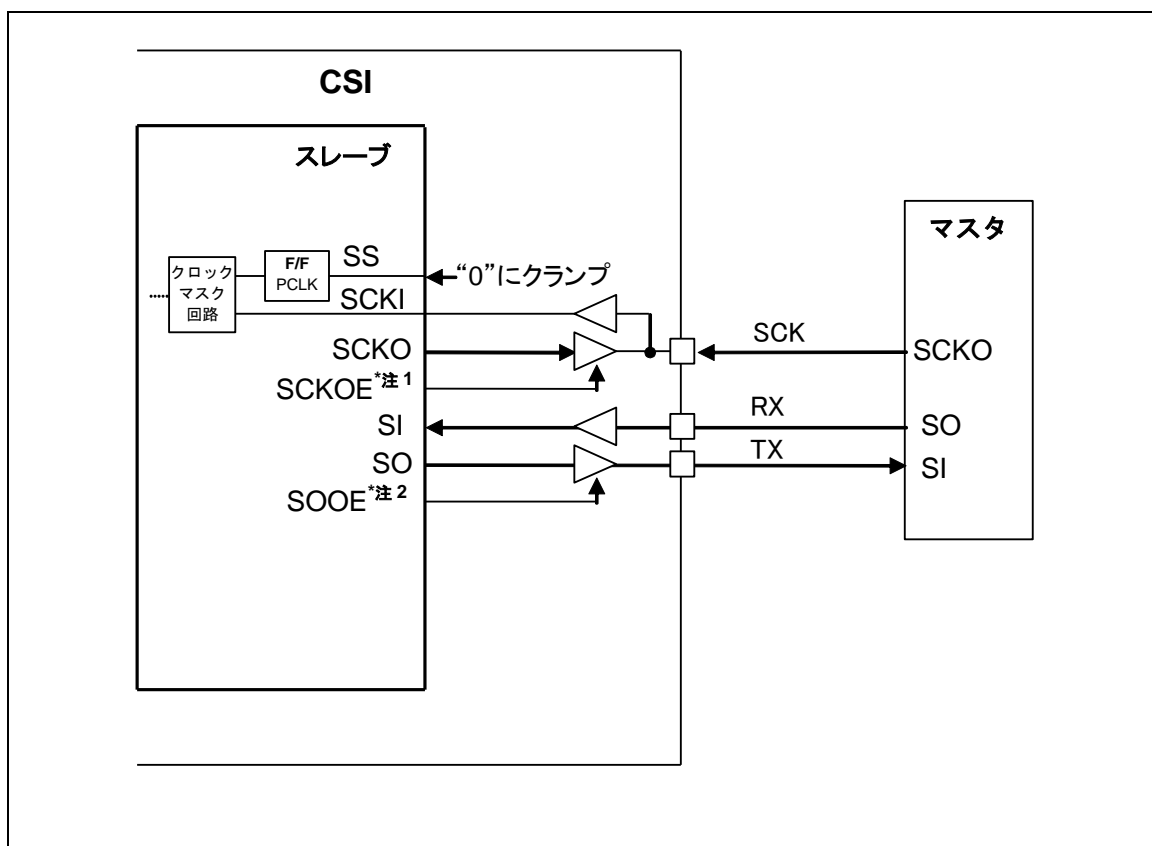 CSI
スレーブ
マスタ
クロック
マスク
回路
F/F
PCLK
SS
“0”にクランプ
SCKI
SCKO
SCK
SCKO
SCKOE*注1
SI
RX
SO
SO
TX
SI
SOOE*注2